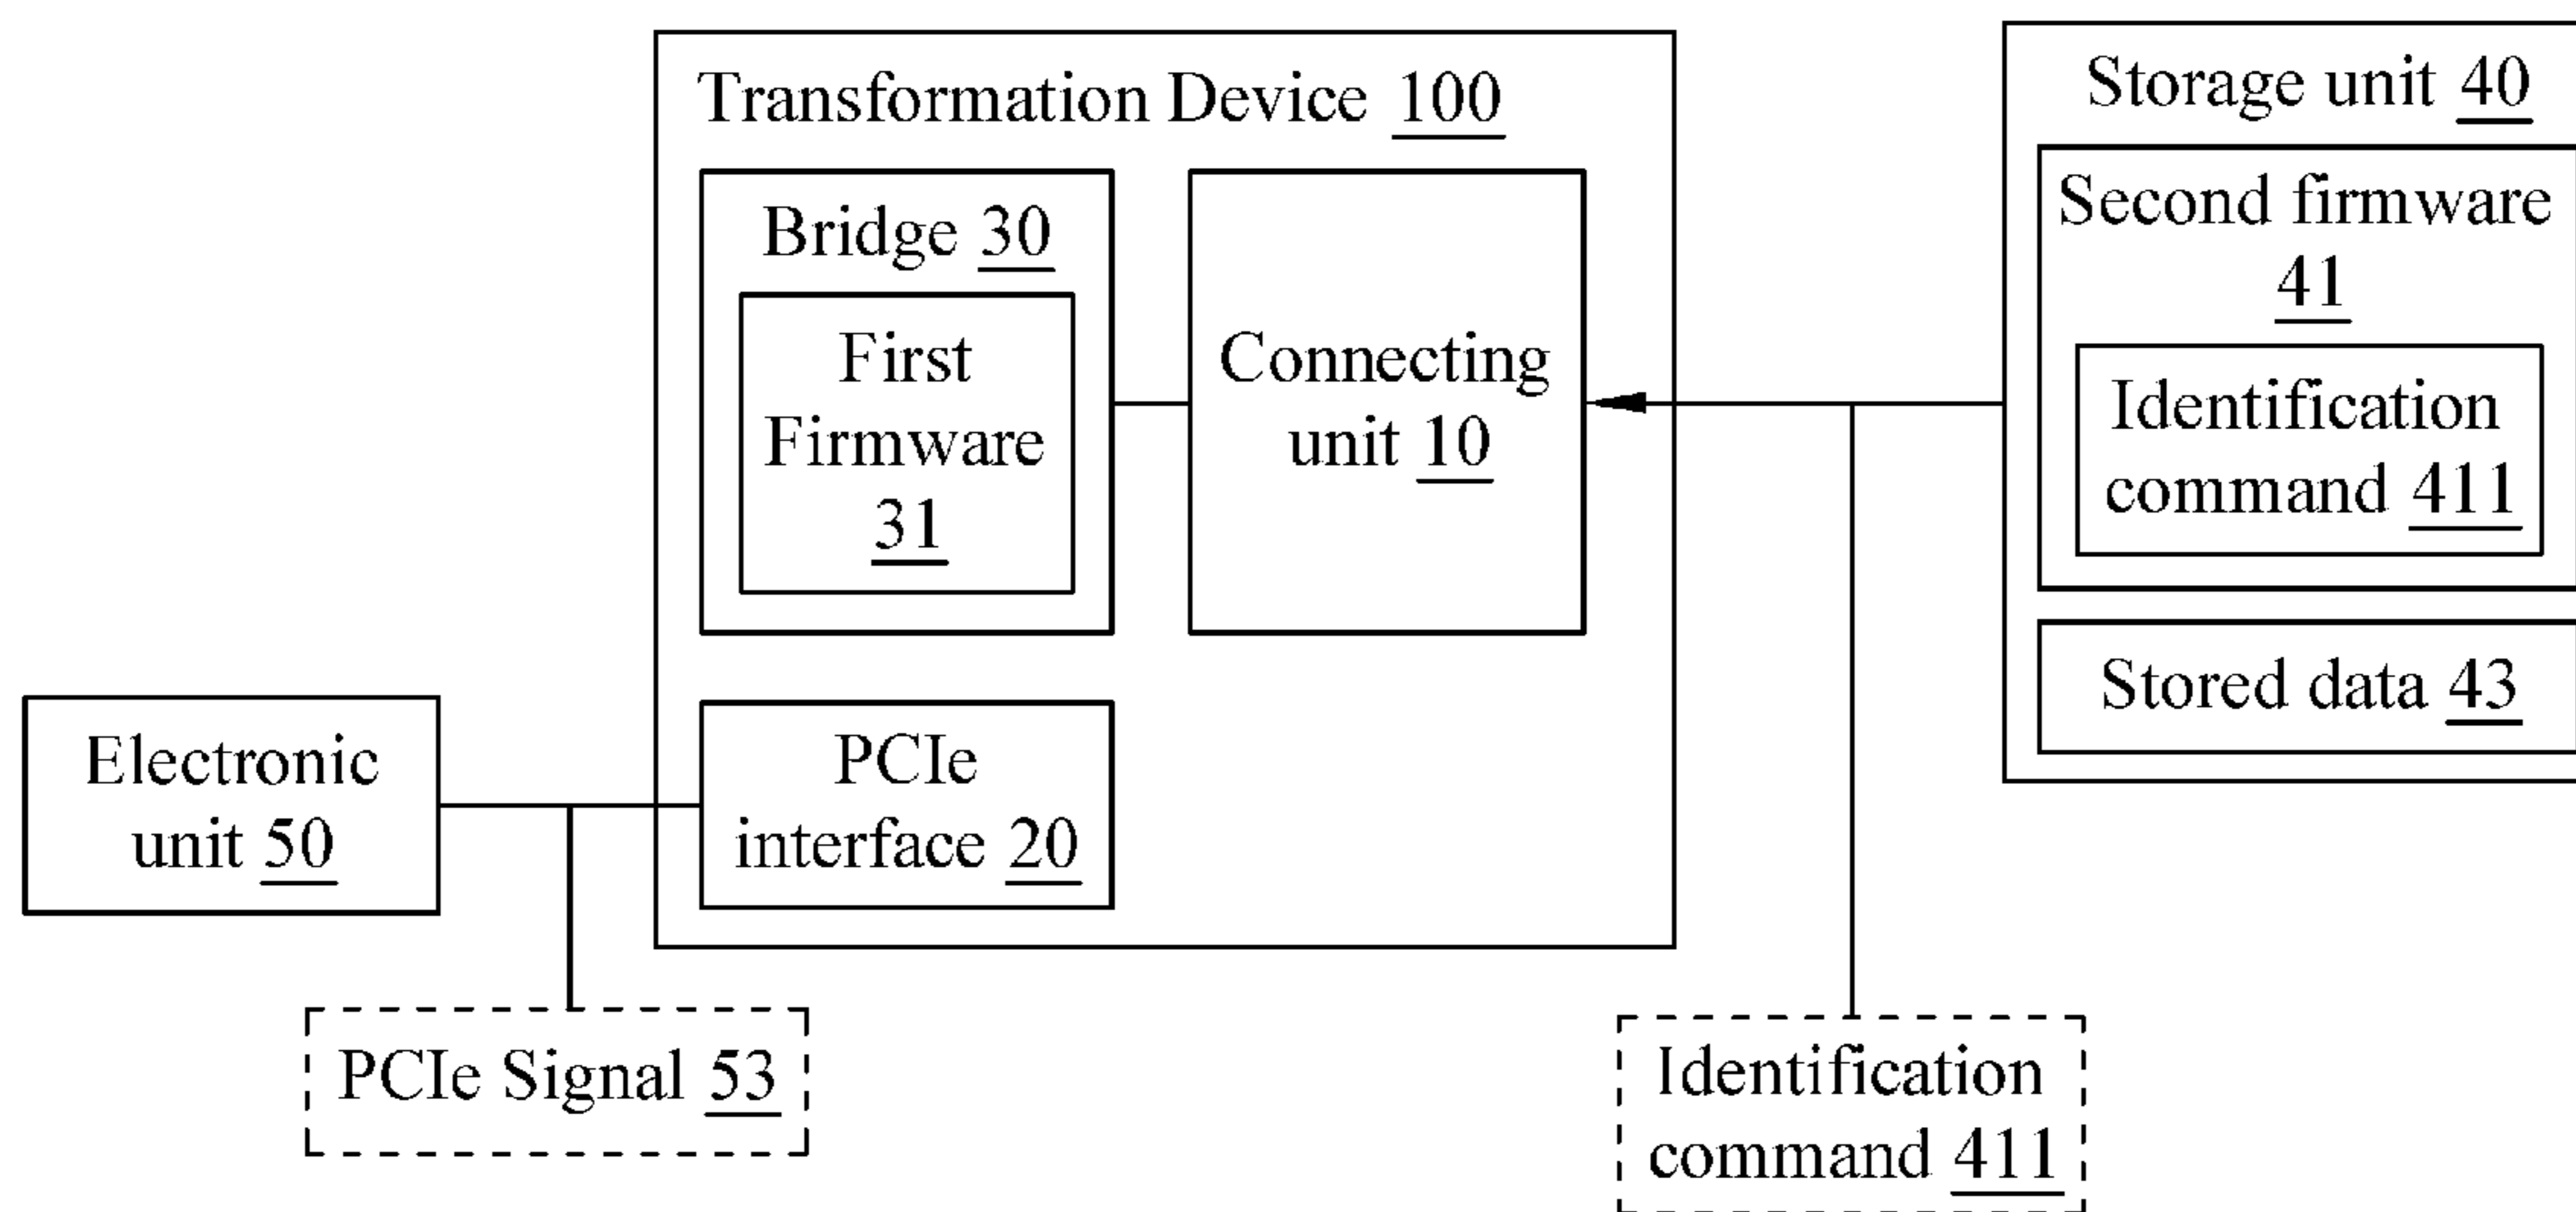 Transformation Device 100
Bridge 30
First
Firmware
31
Connecting
unit 10
PCIe
interface 20
Electronic
unit 50
PCIe Signal 53
Storage unit 40
Second firmware
41
Identification
command 411
Stored data 43
Identification
command 411